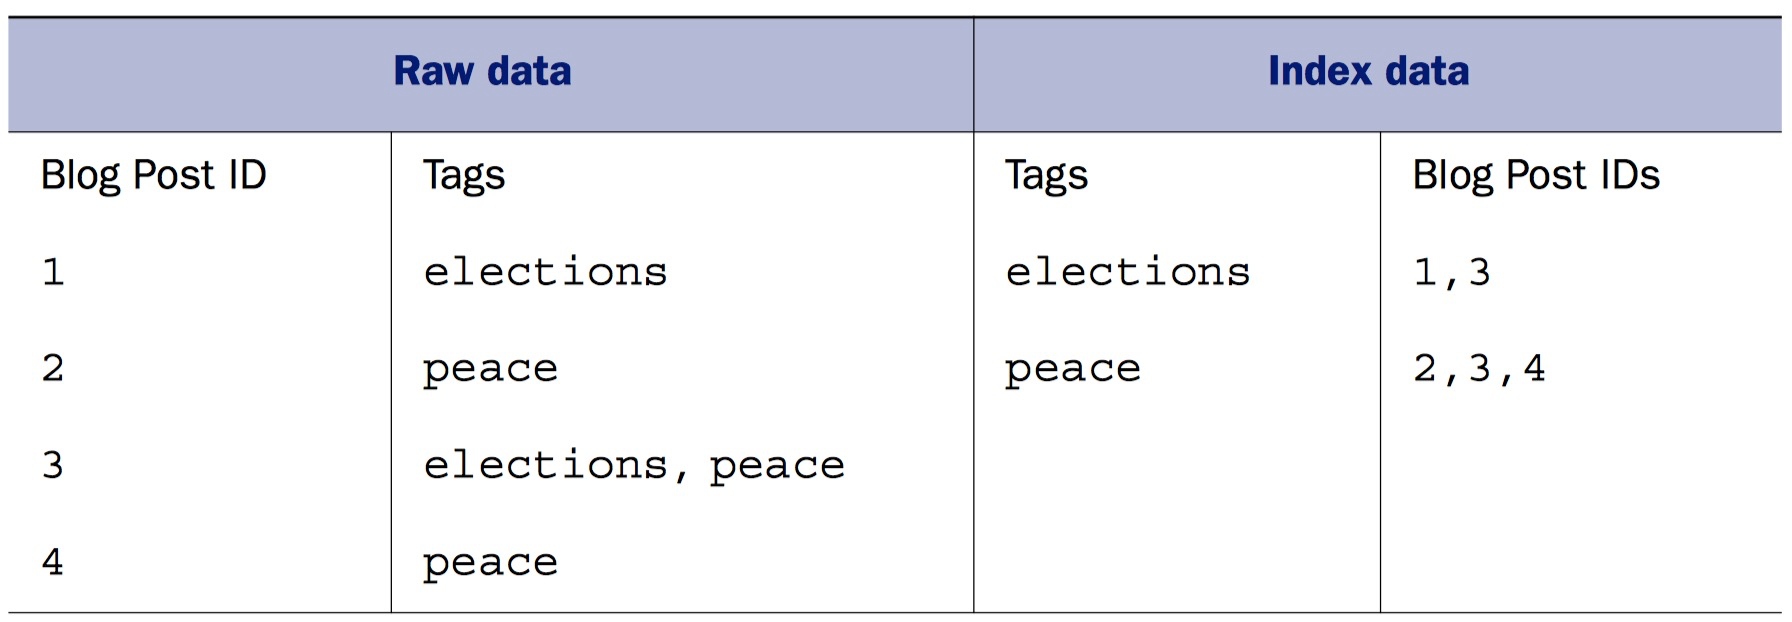 Raw data Index data
Blog Post ID Tags Tags Blog Post IDs
1 elections elections 1,3
2 peace peace 2,3,4
3 elections, peace
4 peace